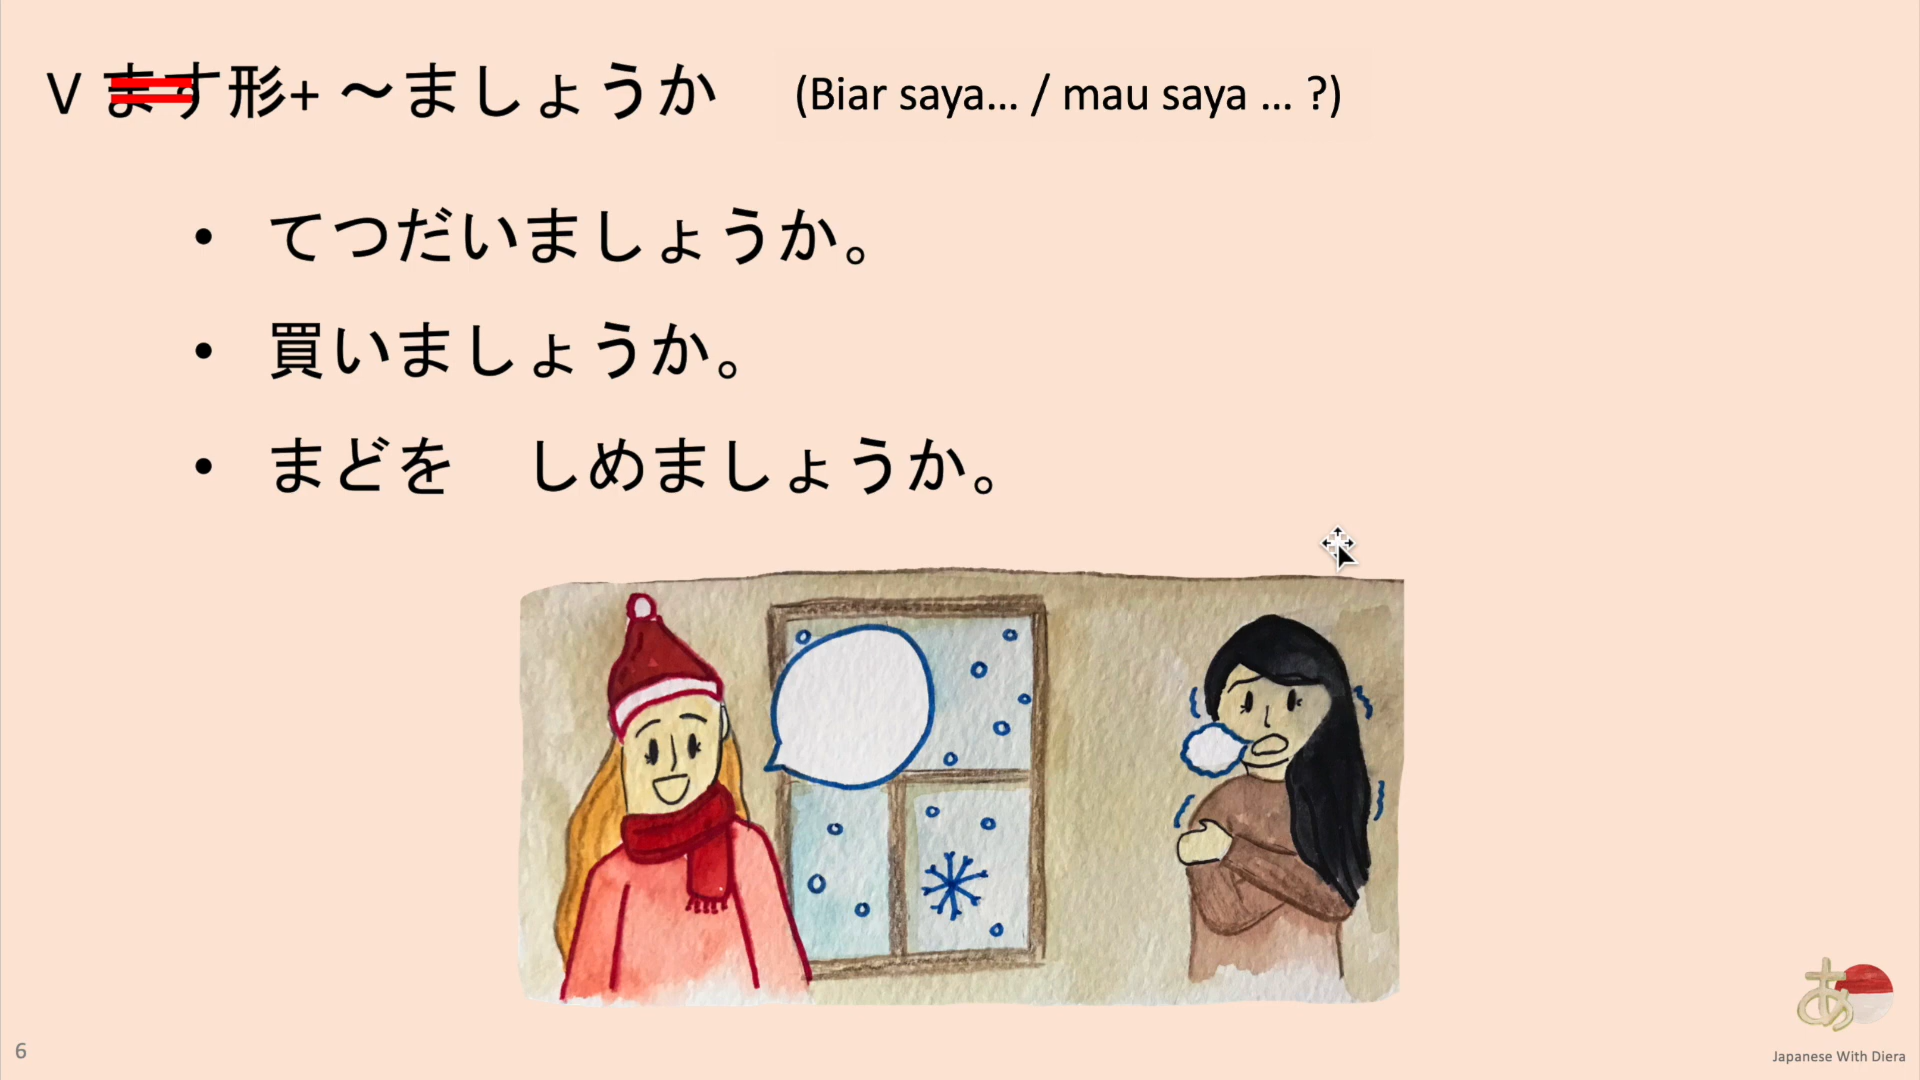 V ます形+ ～ましょうか (Biar saya... / mau saya ... ?)
• てつだいましょうか。
• 買いましょうか。
• まどを　しめましょうか。
あ
Japanese With Diera
6